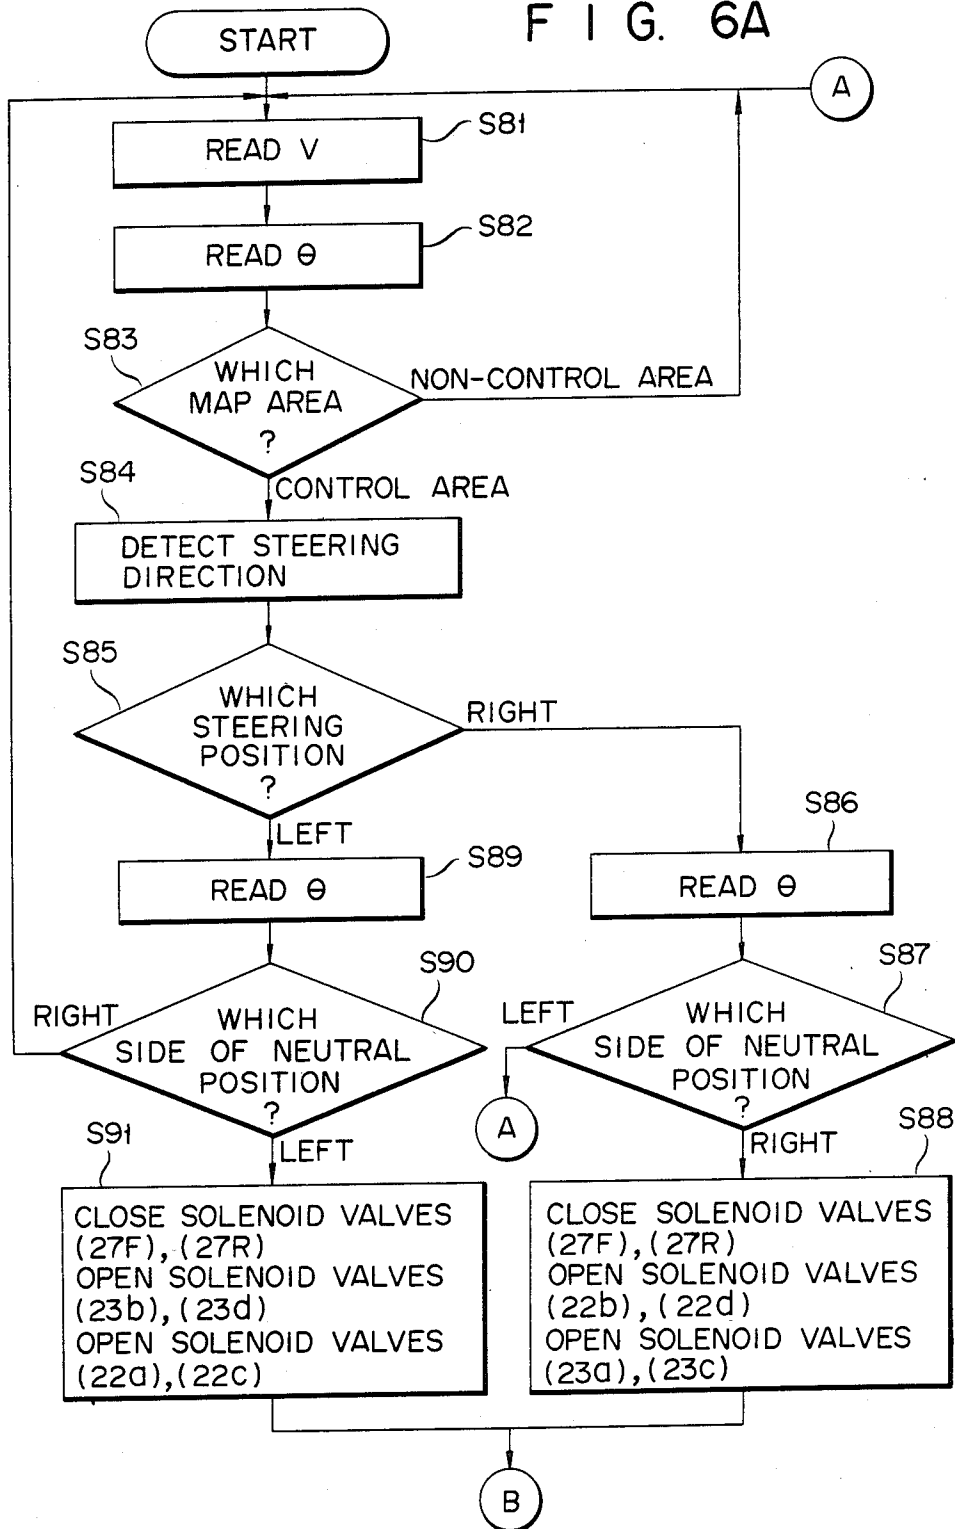 F I G. 6A
START
A
S81
READ V
S82
READ θ
S83
WHICH
MAP AREA
?
NON-CONTROL AREA
S84
CONTROL AREA
DETECT STEERING
DIRECTION
S85
WHICH
STEERING
POSITION
?
RIGHT
LEFT
S89
READ θ
S86
READ θ
S90
RIGHT
WHICH
SIDE OF NEUTRAL
POSITION
?
S87
LEFT
WHICH
SIDE OF NEUTRAL
POSITION
?
A
S91
LEFT
S88
RIGHT
CLOSE SOLENOID VALVES
(27F),(27R)
OPEN SOLENOID VALVES
(23b),(23d)
OPEN SOLENOID VALVES
(22a),(22c)
CLOSE SOLENOID VALVES
(27F),(27R)
OPEN SOLENOID VALVES
(22b),(22d)
OPEN SOLENOID VALVES
(23a),(23c)
B